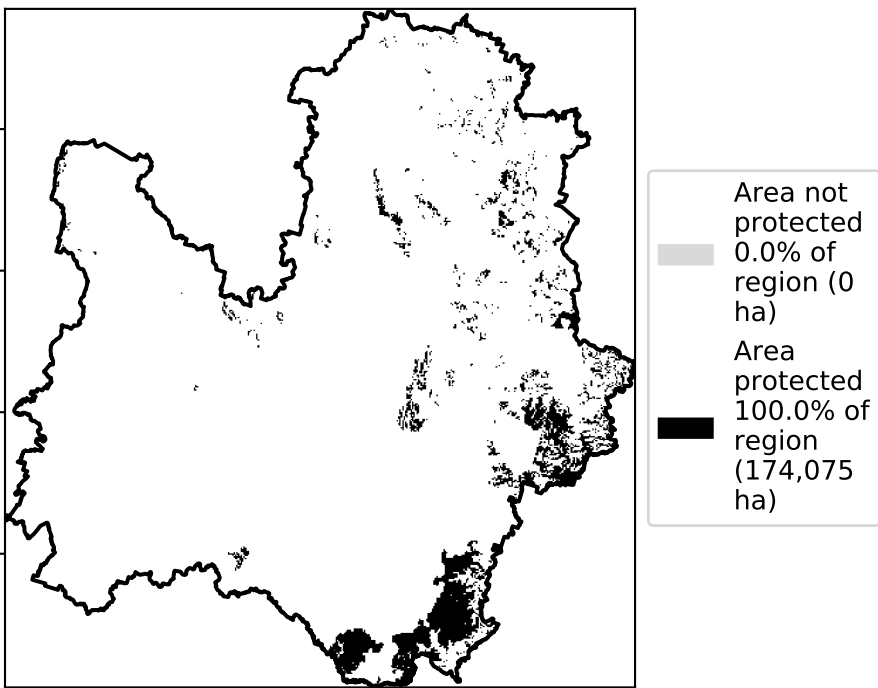 Area not
protected
0.0% of
region (0
ha)
Area
protected
100.0% of
region
(174,075
ha)